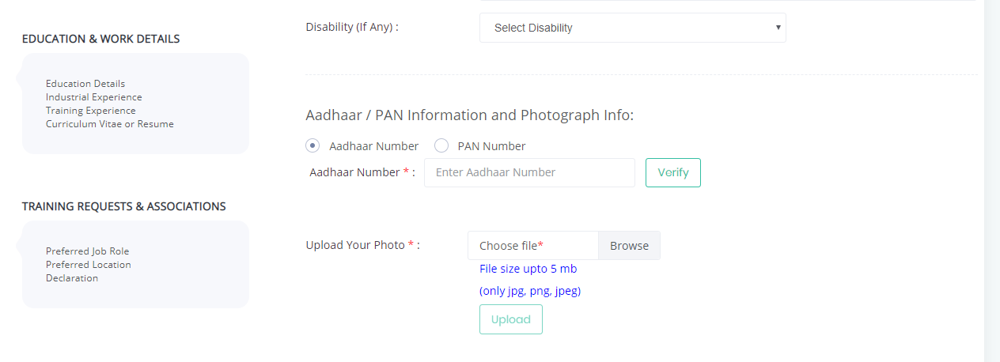 EDUCATION & WORK DETAILS
Education Details
Industrial Experience
Training Experience
Curriculum Vitae or Resume
TRAINING REQUESTS & ASSOCIATIONS
Preferred Job Role
Preferred Location
Declaration
Disability (If Any) : Select Disability
Aadhaar / PAN Information and Photograph Info:
Aadhaar Number PAN Number
Aadhaar Number * : Enter Aadhaar Number Verify
Upload Your Photo * : Choose file* Browse
File size upto 5 mb
(only jpg, png, jpeg)
Upload